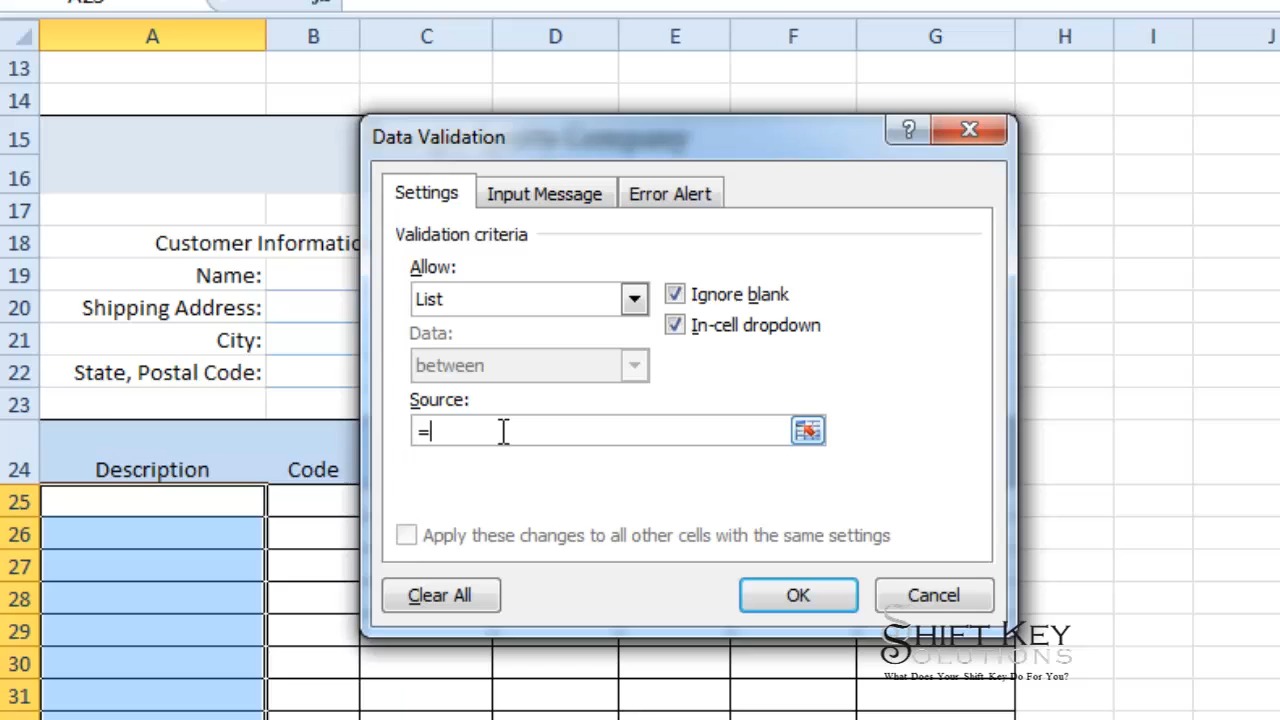 A B C D E F G H I J
13
14
Data Validation
Company
15
16
Settings Input Message Error Alert
17
Validation criteria
18 Customer Informatio
Allow:
19 Name:
List
Ignore blank
20 Shipping Address:
In-cell dropdown
21 City:
Data:
between
22 State, Postal Code:
23
Source:
=
24 Description Code
25
26
Apply these changes to all other cells with the same settings
27
28
Clear All OK Cancel
29
SHIFT KEY
SOLUTIONS
What Does Your Shift Key Do For You?
30
31